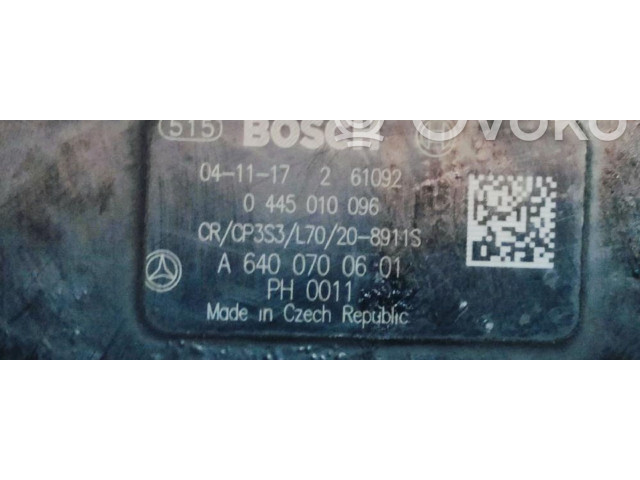 515 BOSCH OVOKO
04-11-17 2 61092
0 445 010 096
CR/CP3S3/L70/20-8911S
A 640 070 06 01
PH 0011
Made in Czech Republic